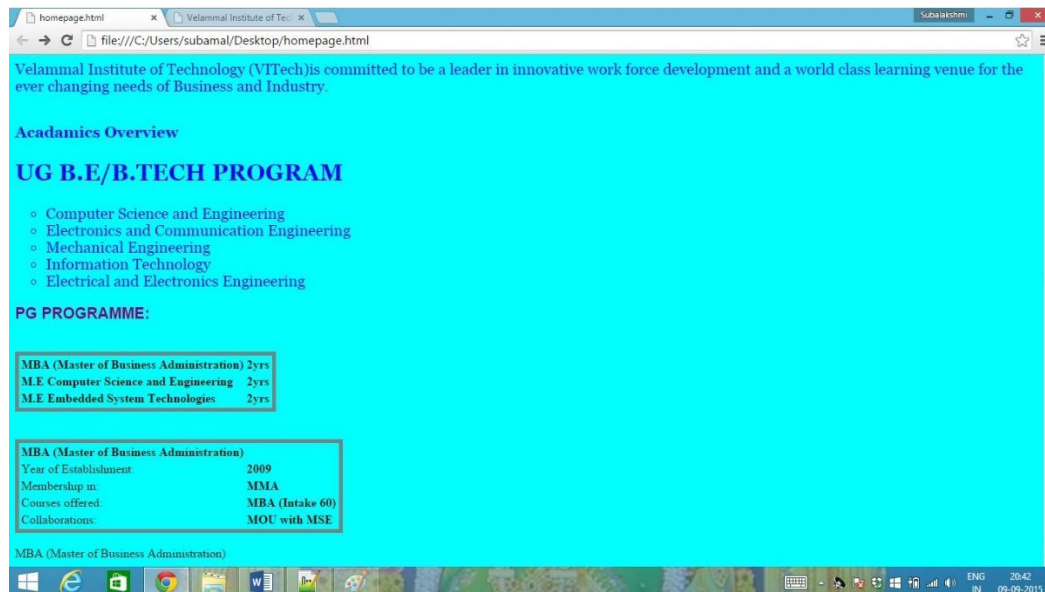 homepage.html × Velammal Institute of Tec ×
Subalakshmi
file:///C:/Users/subamal/Desktop/homepage.html
Velammal Institute of Technology (VITech)is committed to be a leader in innovative work force development and a world class learning venue for the
ever changing needs of Business and Industry.
Acadamics Overview
UG B.E/B.TECH PROGRAM
Computer Science and Engineering
Electronics and Communication Engineering
Mechanical Engineering
Information Technology
Electrical and Electronics Engineering
PG PROGRAMME:
MBA (Master of Business Administration) 2yrs
M.E Computer Science and Engineering 2yrs
M.E Embedded System Technologies 2yrs
MBA (Master of Business Administration)
Year of Establishment: 2009
Membership in: MMA
Courses offered: MBA (Intake 60)
Collaborations: MOU with MSE
MBA (Master of Business Administration)
ENG 20:42
IN 09-09-2015